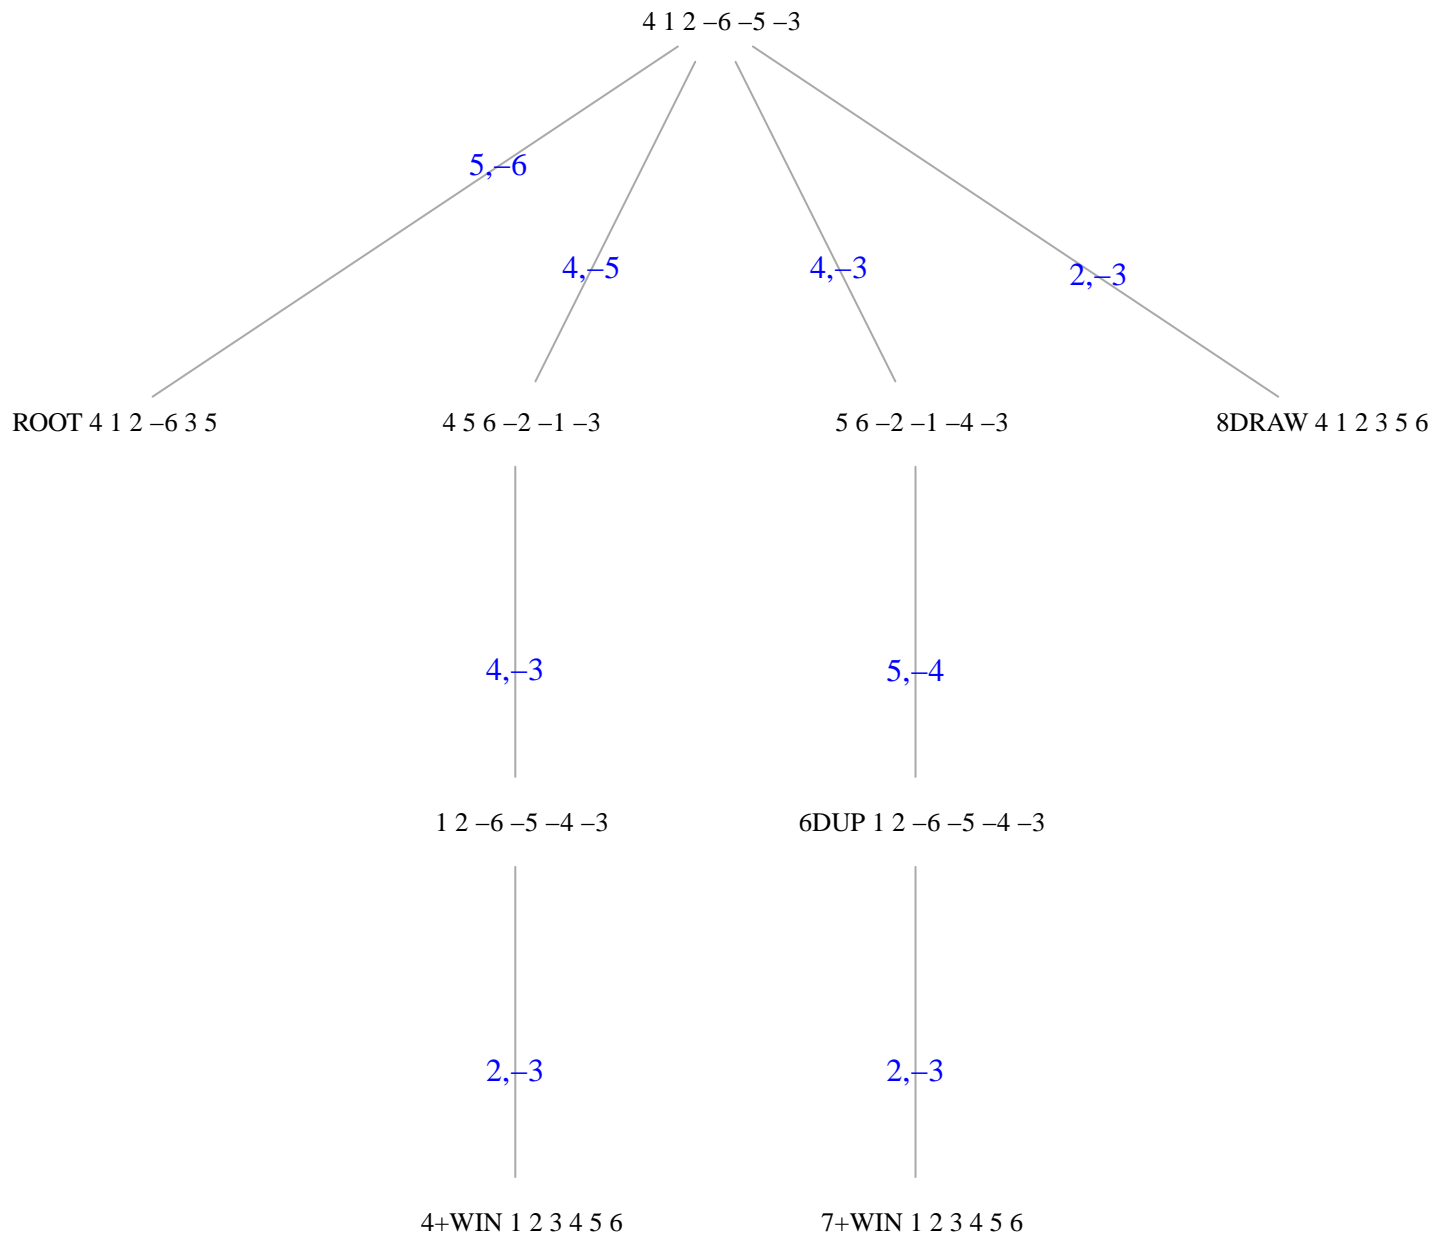 4 1 2 –6 –5 –3
5,–6
4,–5
4,–3
2,–3
ROOT 4 1 2 –6 3 5
4 5 6 –2 –1 –3
5 6 –2 –1 –4 –3
8DRAW 4 1 2 3 5 6
4,–3
5,–4
1 2 –6 –5 –4 –3
6DUP 1 2 –6 –5 –4 –3
2,–3
2,–3
4+WIN 1 2 3 4 5 6
7+WIN 1 2 3 4 5 6